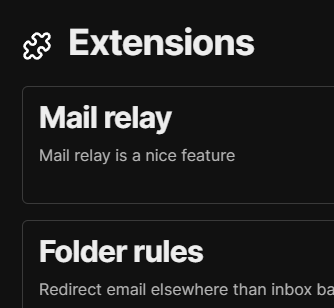 Extensions
Mail relay
Mail relay is a nice feature
Folder rules
Redirect email elsewhere than inbox ba